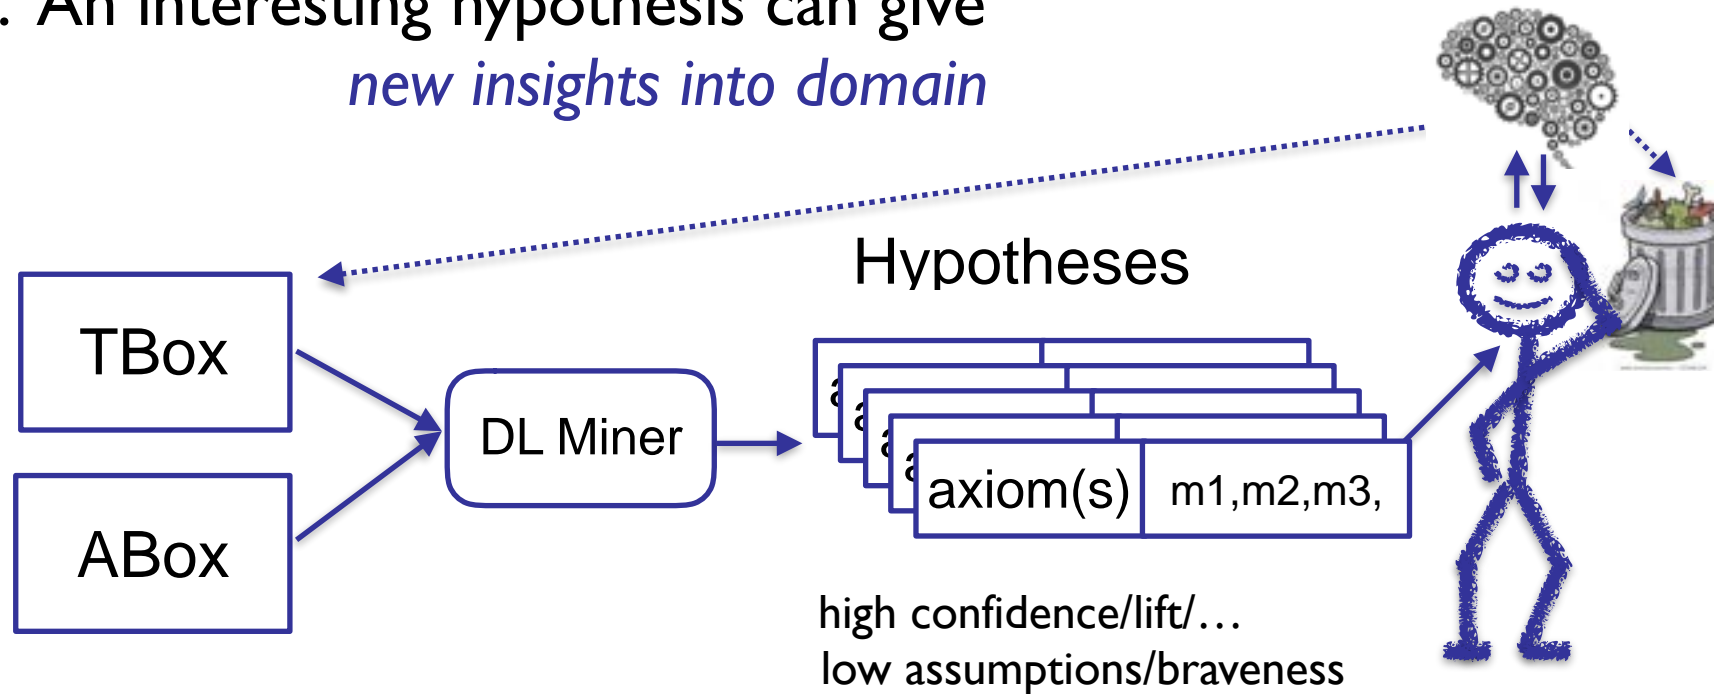 . An interesting hypothesis can give
new insights into domain
Hypotheses
TBox
DL Miner
a
a
a
a
axiom(s) m1,m2,m3,
ABox
high confidence/lift/…
low assumptions/braveness